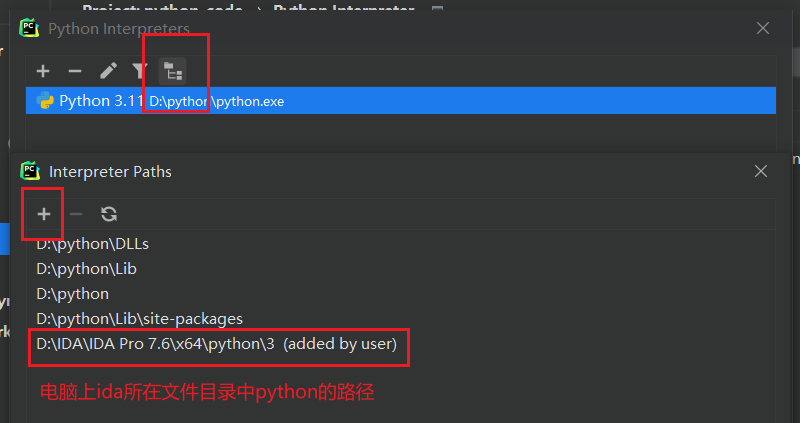 Project: python_code > Python Interpreter
Python Interpreters
Python 3.11 D:\python\python.exe
Interpreter Paths
D:\python\DLLs
D:\python\Lib
D:\python
D:\python\Lib\site-packages
D:\IDA\IDA Pro 7.6\x64\python\3 (added by user)
电脑上ida所在文件目录中python的路径